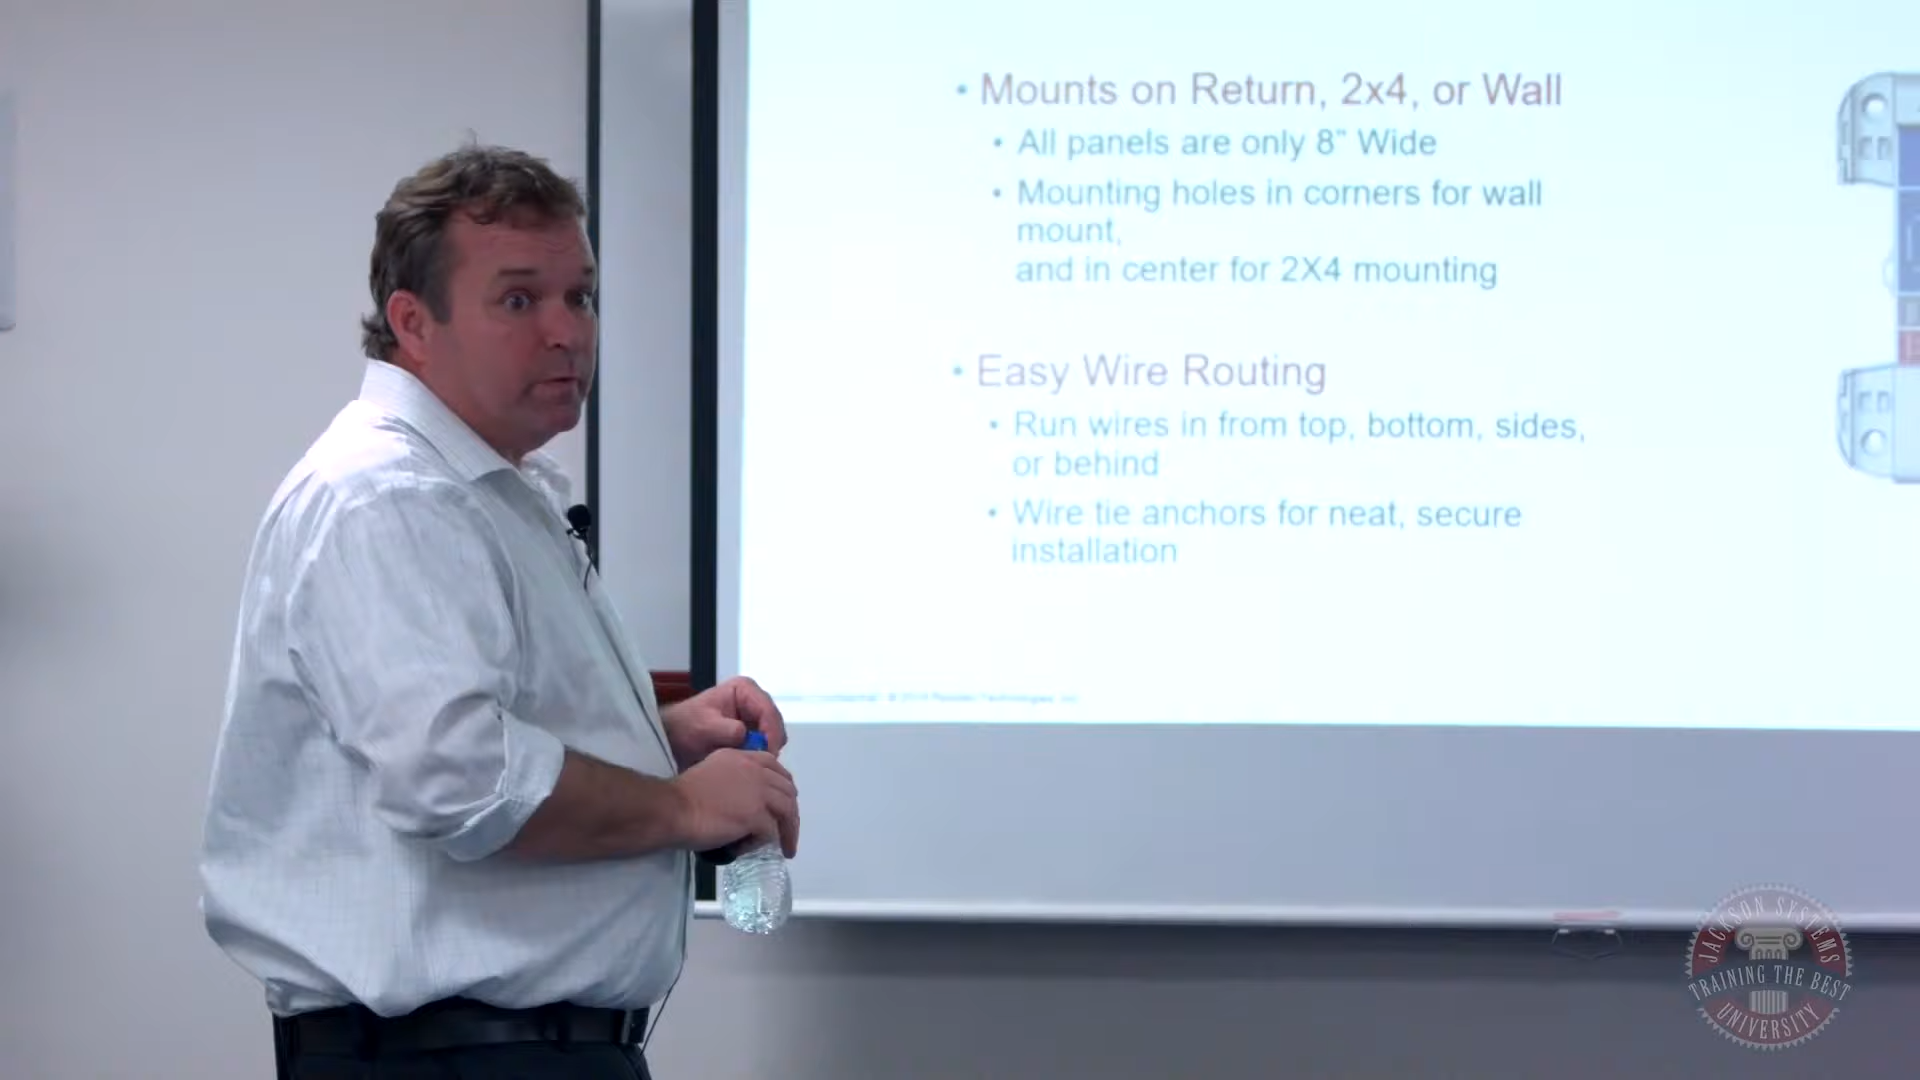 • Mounts on Return, 2x4, or Wall
• All panels are only 8" Wide
• Mounting holes in corners for wall
mount,
and in center for 2X4 mounting
• Easy Wire Routing
• Run wires in from top, bottom, sides,
or behind
• Wire tie anchors for neat, secure
installation
JACKSON SYSTEMS
TRAINING THE BEST
UNIVERSITY